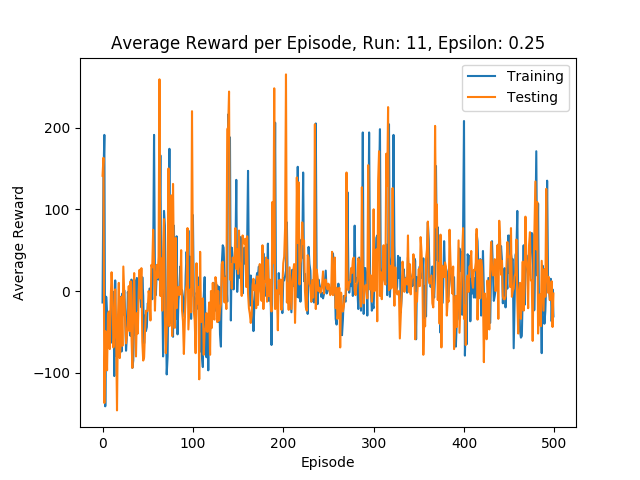 Average Reward per Episode, Run: 11, Epsilon: 0.25
Training
Testing
Average Reward
200
100
0
−100
0
100
200
300
400
500
Episode